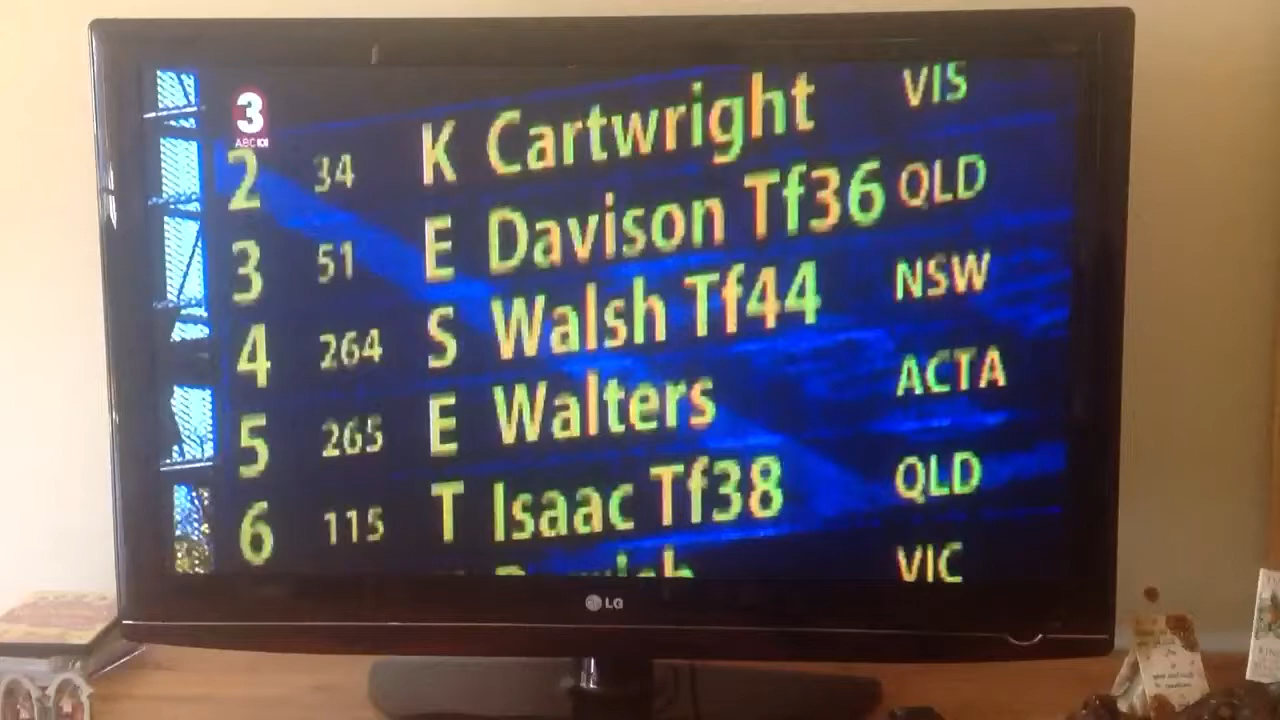 3
ABC
2 34 K Cartwright VIS
3 51 E Davison Tf36 QLD
4 264 S Walsh Tf44 NSW
5 265 E Walters ACTA
6 115 T Isaac Tf38 QLD
VIC
LG